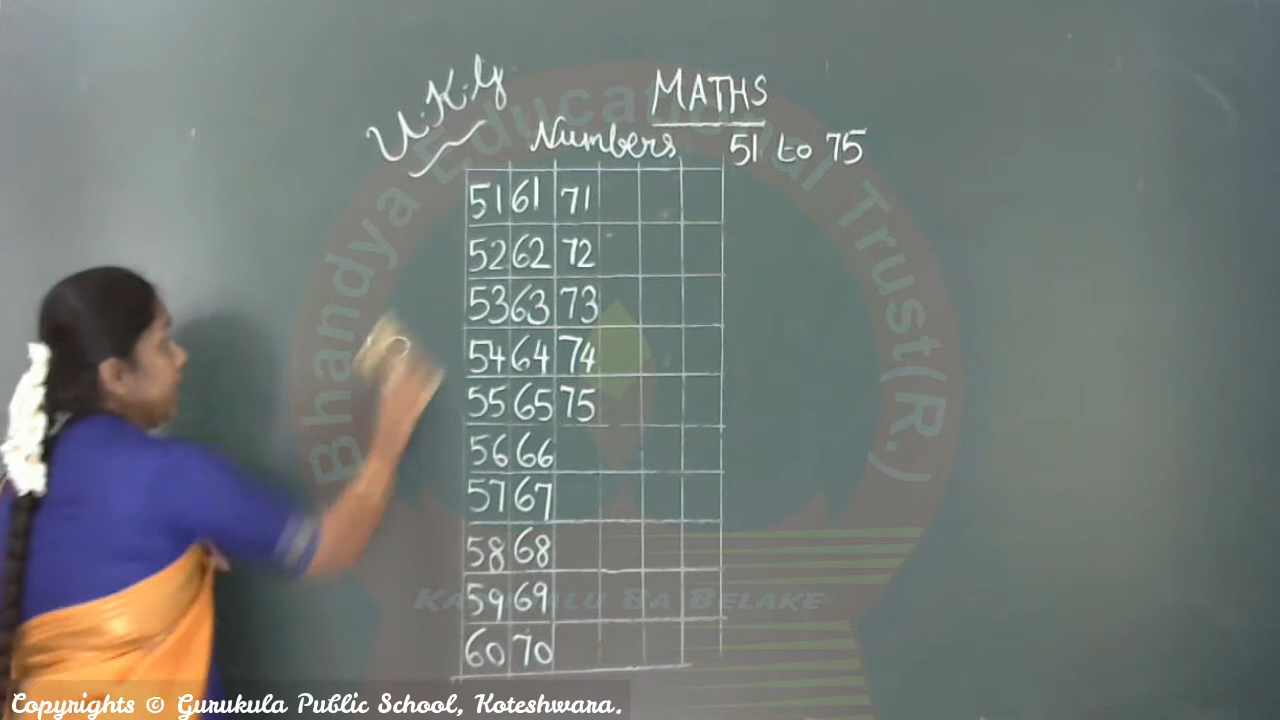 U.K.G
MATHS
Numbers 51 to 75
51 61 71
52 62 72
53 63 73
54 64 74
55 65 75
56 66
57 67
58 68
59 69
60 70
Bhandya Educational Trust(R.)
Ba Belake
Copyrights © Gurukula Public School, Koteshwara.